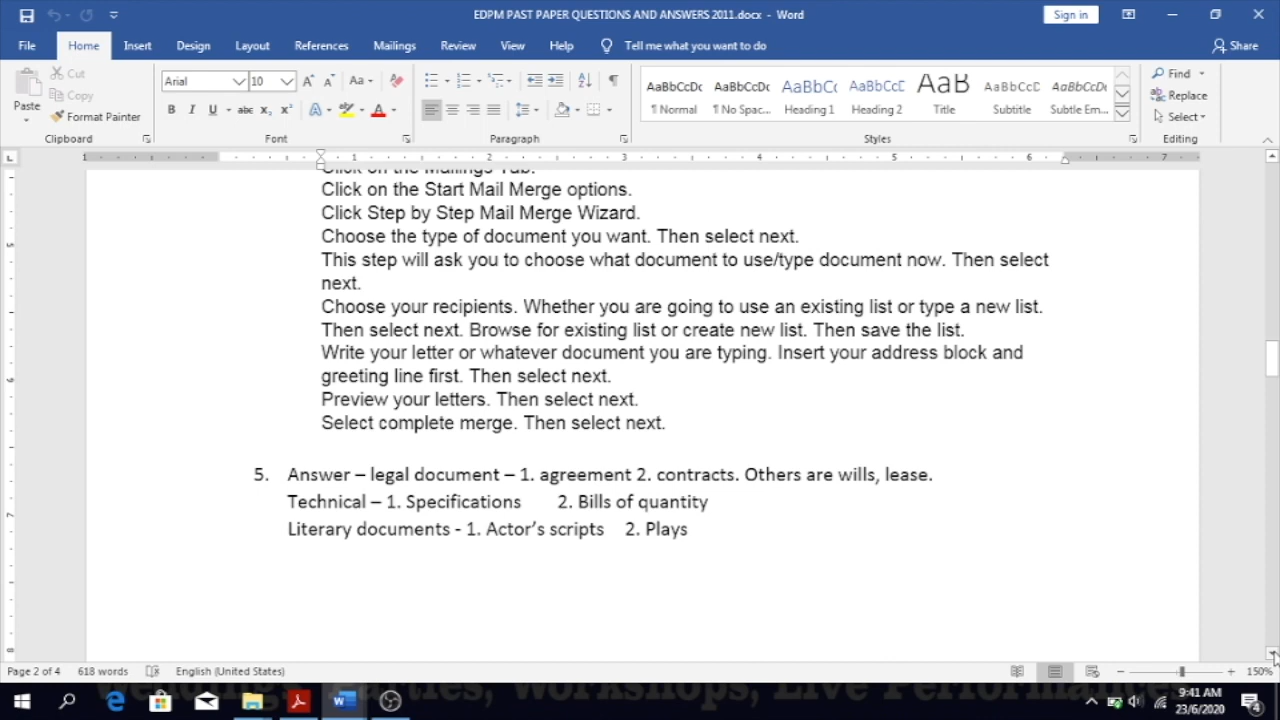 EDPM PAST PAPER QUESTIONS AND ANSWERS 2011.docx - Word
Sign in
File Home Insert Design Layout References Mailings Review View Help Tell me what you want to do Share
Paste
Cut
Copy
Format Painter
Clipboard
Arial 10
Font
Paragraph
AaBbCcDc AaBbCcDc AaBbCc AaBbCcC AaB AaBbCcC AaBbCcDc
¶ Normal ¶ No Spac... Heading 1 Heading 2 Title Subtitle Subtle Em...
Styles
Find
Replace
Select
Editing
1 1 2 3 4 5 6 7
Click on the Mailings Tab.
Click on the Start Mail Merge options.
Click Step by Step Mail Merge Wizard.
Choose the type of document you want. Then select next.
This step will ask you to choose what document to use/type document now. Then select
next.
Choose your recipients. Whether you are going to use an existing list or type a new list.
Then select next. Browse for existing list or create new list. Then save the list.
Write your letter or whatever document you are typing. Insert your address block and
greeting line first. Then select next.
Preview your letters. Then select next.
Select complete merge. Then select next.
5. Answer – legal document – 1. agreement 2. contracts. Others are wills, lease.
Technical – 1. Specifications 2. Bills of quantity
Literary documents - 1. Actor's scripts 2. Plays
Page 2 of 4 618 words English (United States) 150%
9:41 AM
23/6/2020